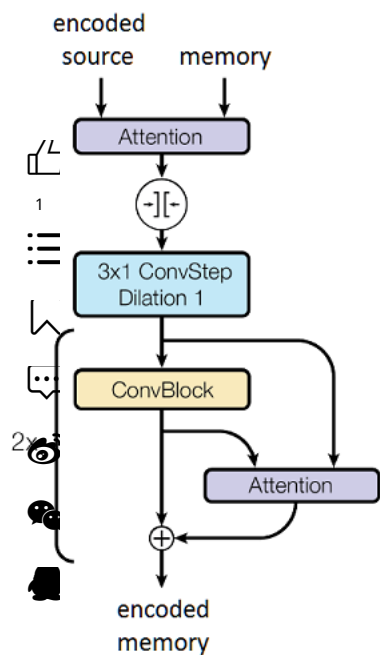 encoded
source
memory
Attention
1
3x1 ConvStep
Dilation 1
ConvBlock
2x
Attention
encoded
memory